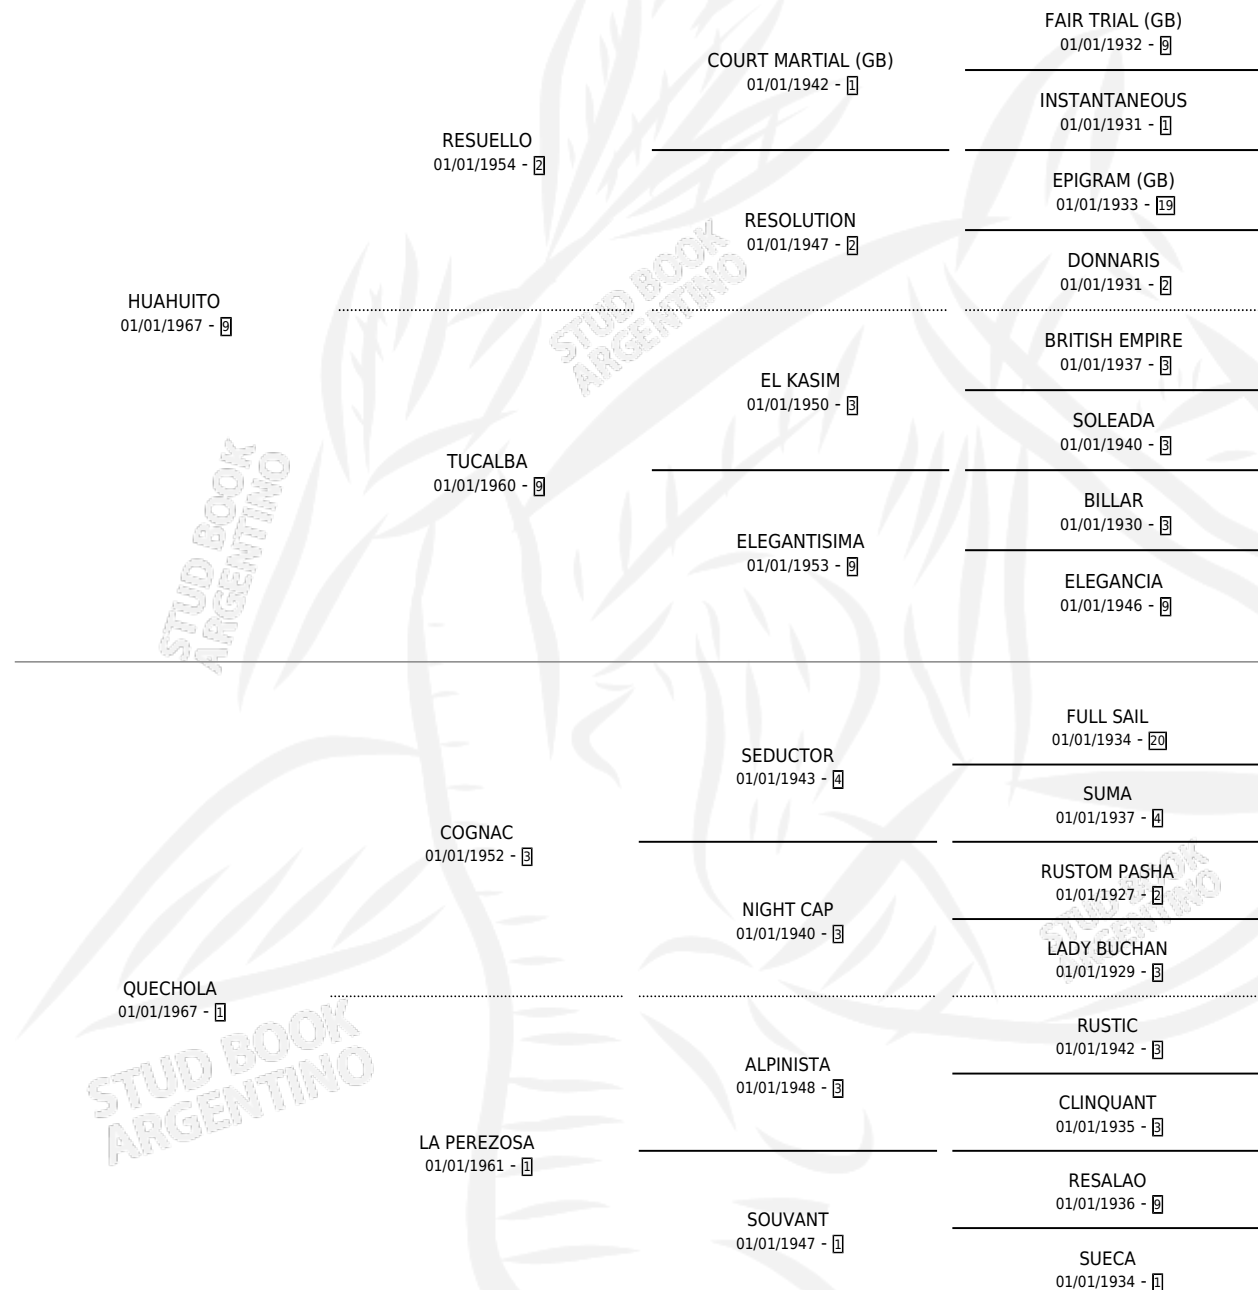 FAIR TRIAL (GB)
01/01/1932 - 9
COURT MARTIAL (GB)
01/01/1942 - 1
INSTANTANEOUS
01/01/1931 - 1
RESUELLO
01/01/1954 - 2
EPIGRAM (GB)
01/01/1933 - 19
RESOLUTION
01/01/1947 - 2
DONNARIS
01/01/1931 - 2
HUAHUITO
01/01/1967 - 9
BRITISH EMPIRE
01/01/1937 - 3
EL KASIM
01/01/1950 - 3
SOLEADA
01/01/1940 - 3
TUCALBA
01/01/1960 - 9
BILLAR
01/01/1930 - 3
ELEGANTISIMA
01/01/1953 - 9
ELEGANCIA
01/01/1946 - 9
FULL SAIL
01/01/1934 - 20
SEDUCTOR
01/01/1943 - 4
SUMA
01/01/1937 - 4
COGNAC
01/01/1952 - 3
RUSTOM PASHA
01/01/1927 - 2
NIGHT CAP
01/01/1940 - 3
LADY BUCHAN
01/01/1929 - 3
QUECHOLA
01/01/1967 - 1
RUSTIC
01/01/1942 - 3
ALPINISTA
01/01/1948 - 3
CLINQUANT
01/01/1935 - 3
LA PEREZOSA
01/01/1961 - 1
RESALAO
01/01/1936 - 9
SOUVANT
01/01/1947 - 1
SUECA
01/01/1934 - 1
STUD BOOK
ARGENTINO
STUD BOOK
ARGENTINO
STUD BOOK
ARGENTINO
STUD BOOK
ARGENTINO